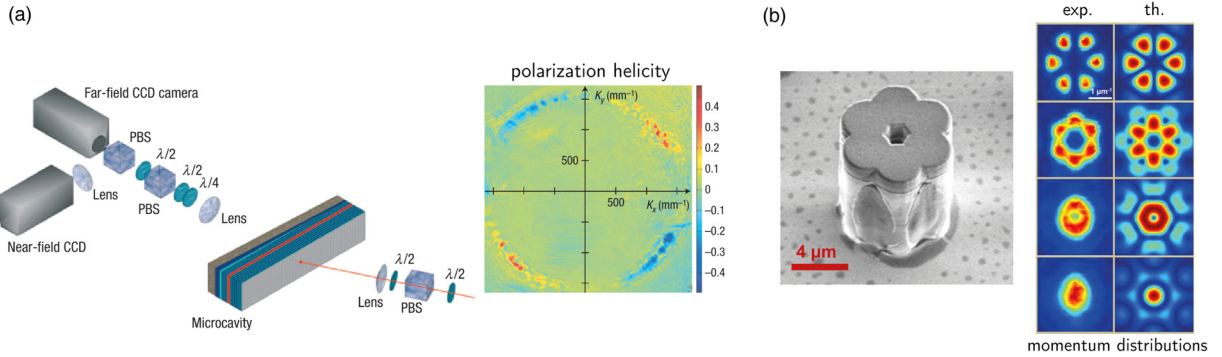 (a)
Far-field CCD camera
PBS
λ/2
λ/2
λ/4
Lens
PBS
Lens
Near-field CCD
Microcavity
λ/2
λ/2
Lens
PBS
polarization helicity
Ky (mm⁻¹)
500
Kx (mm⁻¹)
500
0.4
0.3
0.2
0.1
0
−0.1
−0.2
−0.3
−0.4
(b)
4 µm
exp.
th.
1 µm⁻¹
momentum distributions